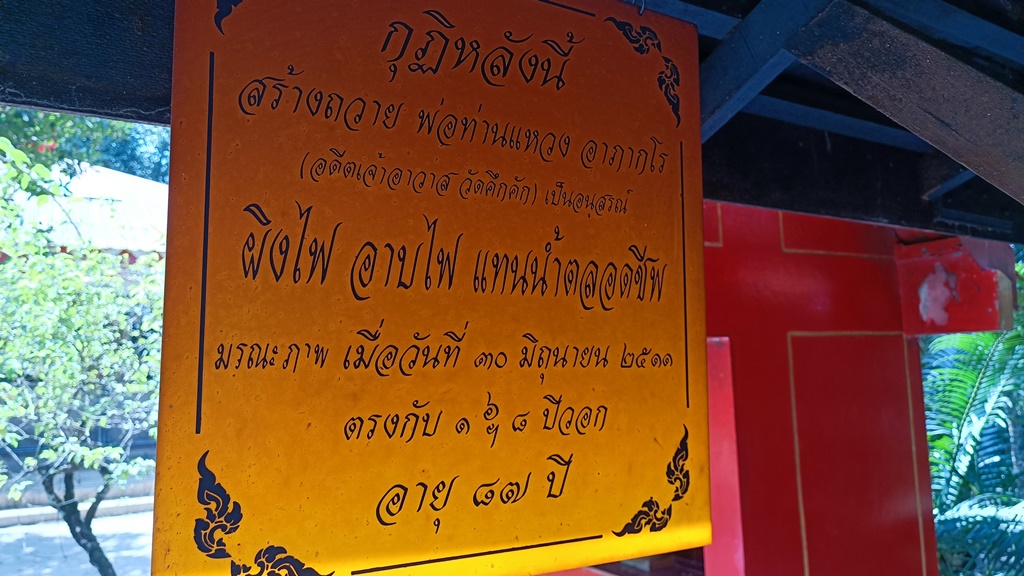 กุฏิหลังนี้
สร้างถวาย พ่อท่านแหวง อาภากโร
(อดีตเจ้าอาวาส วัดคึกคัก) เป็นอนุสรณ์
ผิงไฟ อาบไฟ แทนน้ำตลอดชีพ
มรณะภาพ เมื่อวันที่ ๓๐ มิถุนายน ๒๕๑๑
ตรงกับ ๑ ๖ฯ ๘ ปีวอก
อายุ ๘๗ ปี